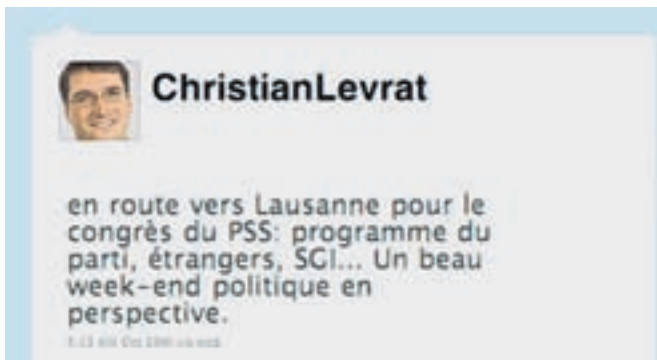 ChristianLevrat
en route vers Lausanne pour le
congrès du PSS: programme du
parti, étrangers, SGI... Un beau
week-end politique en
perspective.